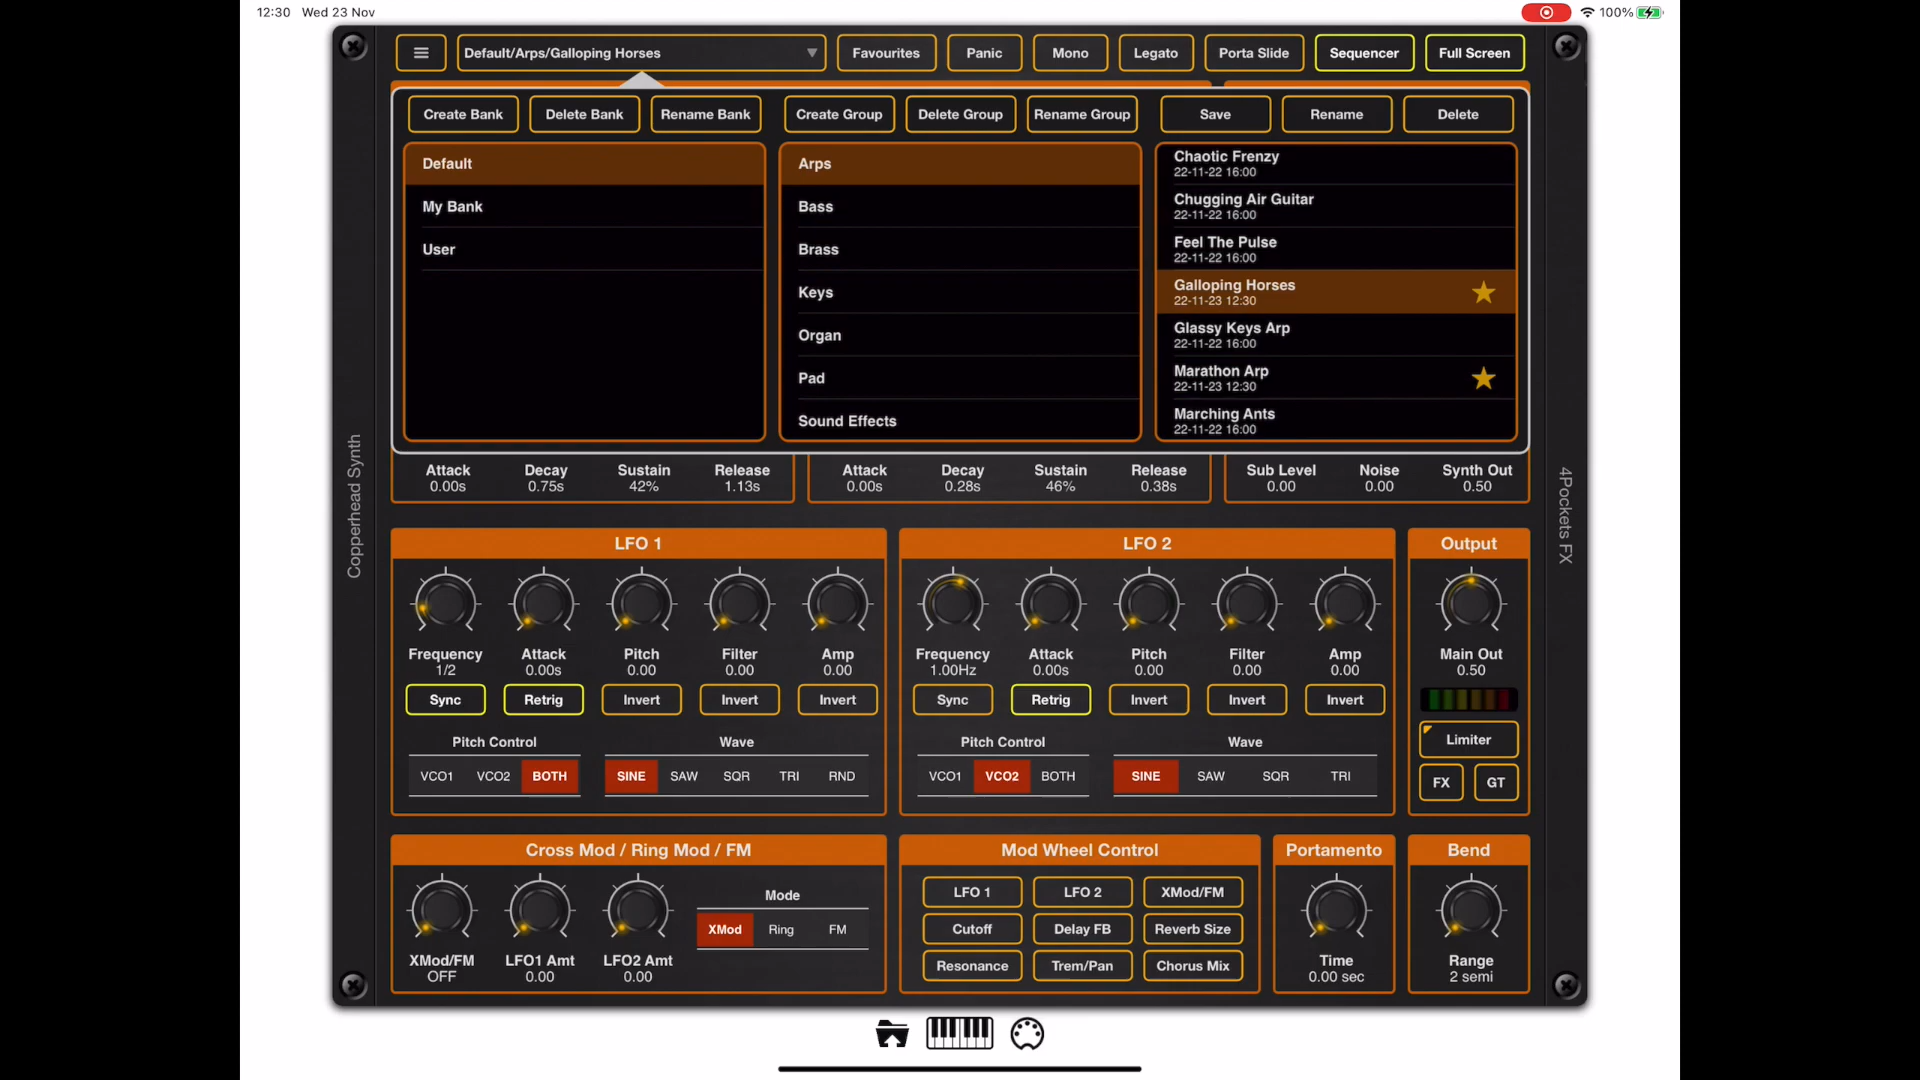 12:30 Wed 23 Nov
100%
Default/Arps/Galloping Horses
Favourites
Panic
Mono
Legato
Porta Slide
Sequencer
Full Screen
Create Bank
Delete Bank
Rename Bank
Create Group
Delete Group
Rename Group
Save
Rename
Delete
Default
My Bank
User
Arps
Bass
Brass
Keys
Organ
Pad
Sound Effects
Chaotic Frenzy
22-11-22 16:00
Chugging Air Guitar
22-11-22 16:00
Feel The Pulse
22-11-22 16:00
Galloping Horses
22-11-23 12:30
Glassy Keys Arp
22-11-22 16:00
Marathon Arp
22-11-23 12:30
Marching Ants
22-11-22 16:00
Copperhead Synth
4Pockets FX
Attack Decay Sustain Release
0.00s 0.75s 42% 1.13s
Attack Decay Sustain Release
0.00s 0.28s 46% 0.38s
Sub Level Noise Synth Out
0.00 0.00 0.50
LFO 1
Frequency Attack Pitch Filter Amp
1/2 0.00s 0.00 0.00 0.00
Sync Retrig Invert Invert Invert
Pitch Control Wave
VCO1 VCO2 BOTH SINE SAW SQR TRI RND
LFO 2
Frequency Attack Pitch Filter Amp
1.00Hz 0.00s 0.00 0.00 0.00
Sync Retrig Invert Invert Invert
Pitch Control Wave
VCO1 VCO2 BOTH SINE SAW SQR TRI
Output
Main Out
0.50
Limiter
FX GT
Cross Mod / Ring Mod / FM
Mode
XMod Ring FM
XMod/FM LFO1 Amt LFO2 Amt
OFF 0.00 0.00
Mod Wheel Control
LFO 1 LFO 2 XMod/FM
Cutoff Delay FB Reverb Size
Resonance Trem/Pan Chorus Mix
Portamento
Time
0.00 sec
Bend
Range
2 semi